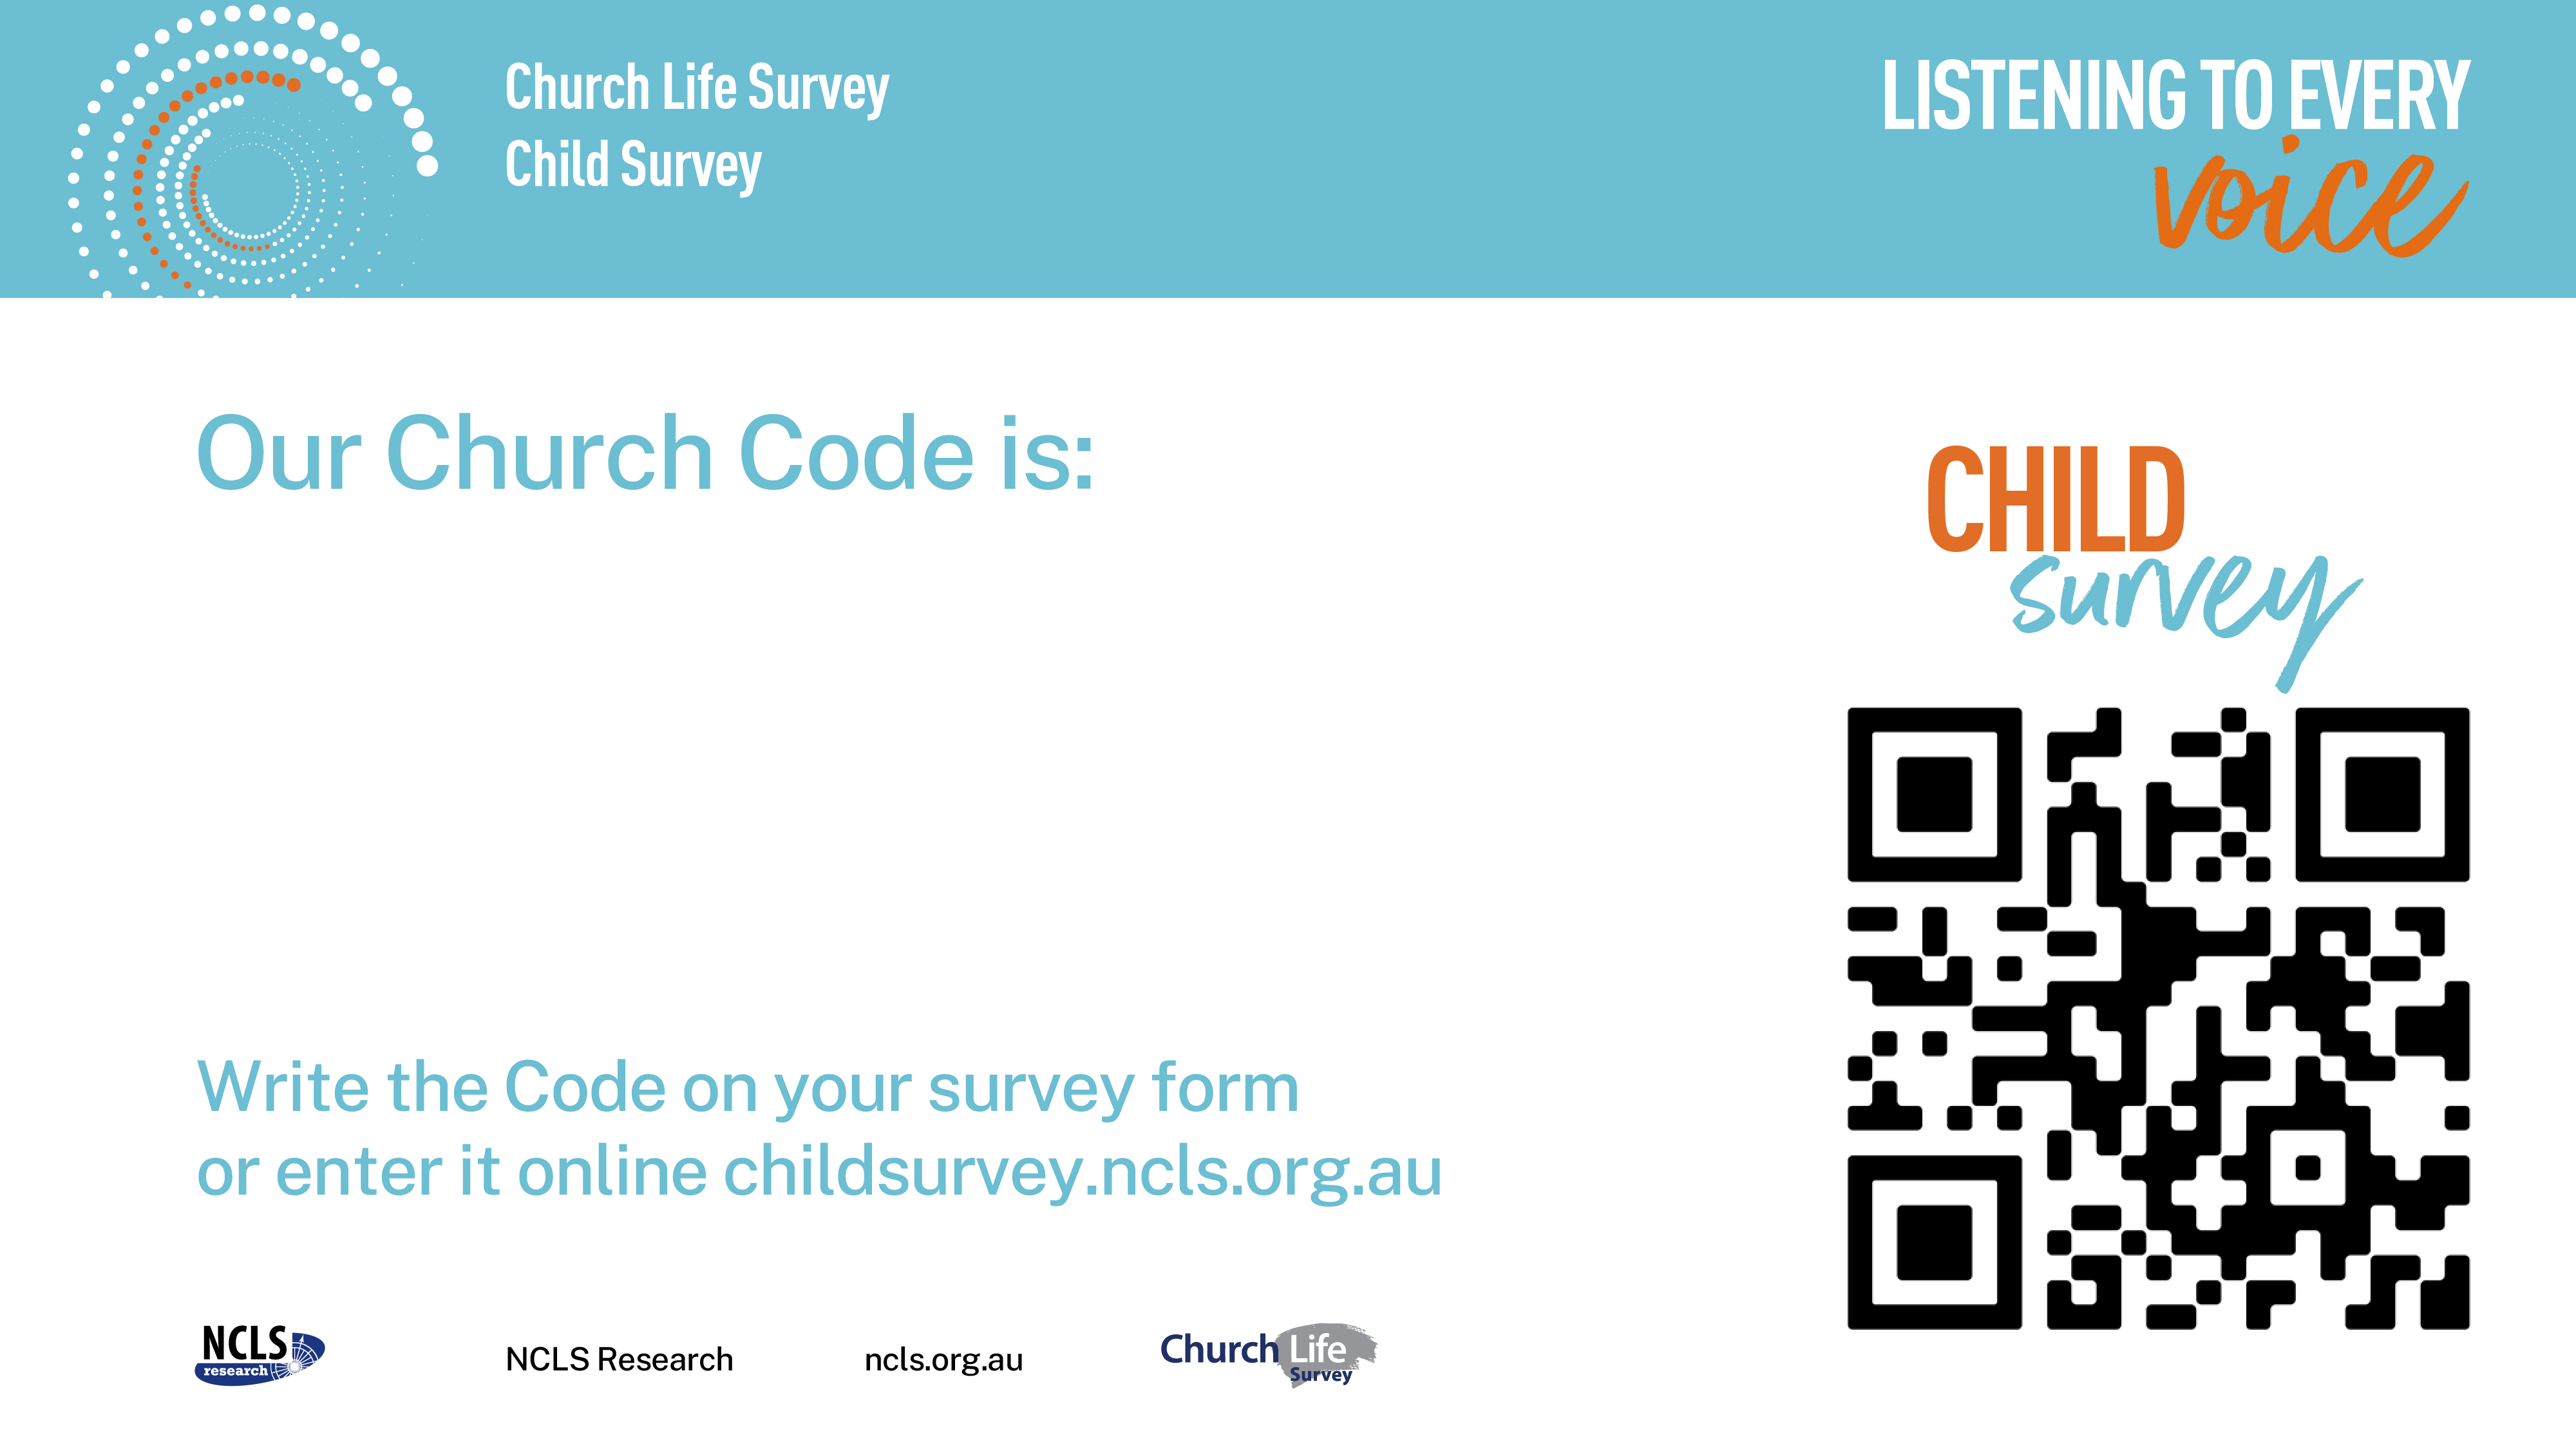 Church Life Survey
Child Survey
LISTENING TO EVERY
voice
Our Church Code is:
CHILD
survey
Write the Code on your survey form
or enter it online childsurvey.ncls.org.au
NCLS
research
NCLS Research
ncls.org.au
Church Life
Survey